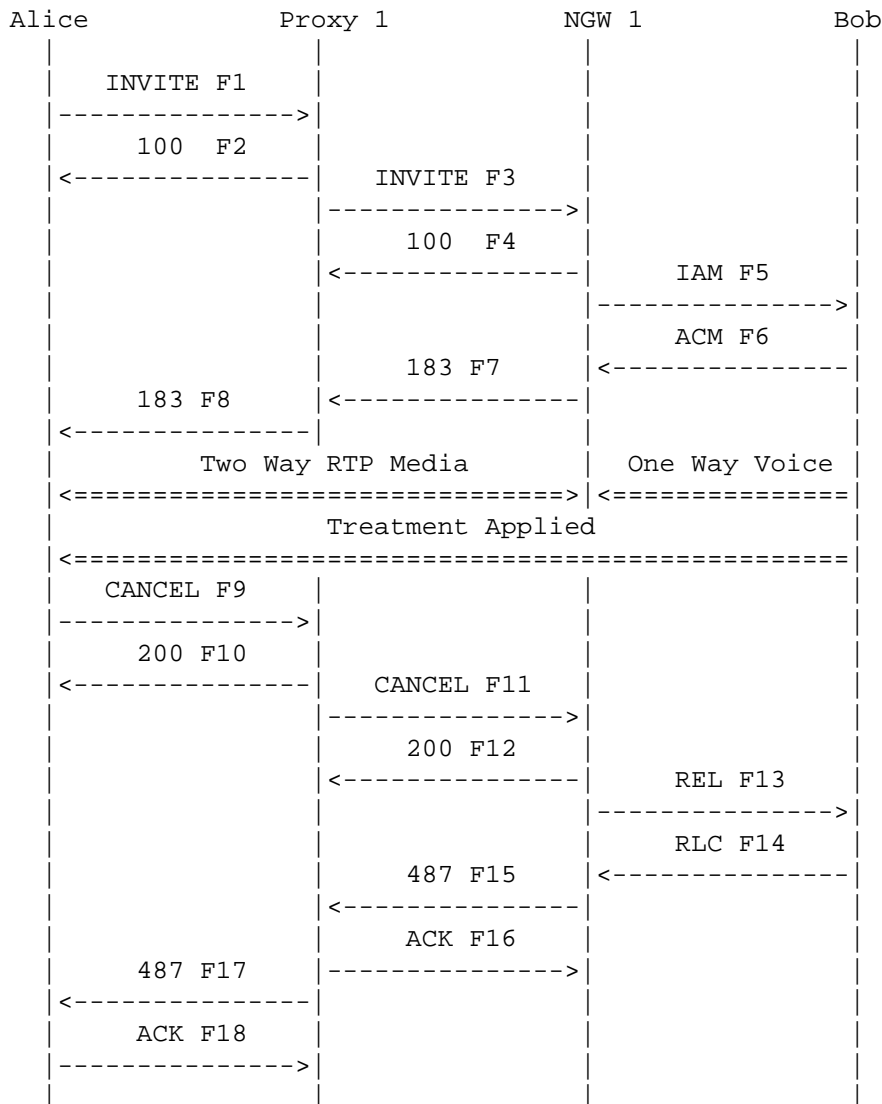 Alice Proxy 1 NGW 1 Bob
INVITE F1
100 F2
INVITE F3
100 F4
IAM F5
ACM F6
183 F7
183 F8
Two Way RTP Media One Way Voice
Treatment Applied
CANCEL F9
200 F10
CANCEL F11
200 F12
REL F13
RLC F14
487 F15
ACK F16
487 F17
ACK F18